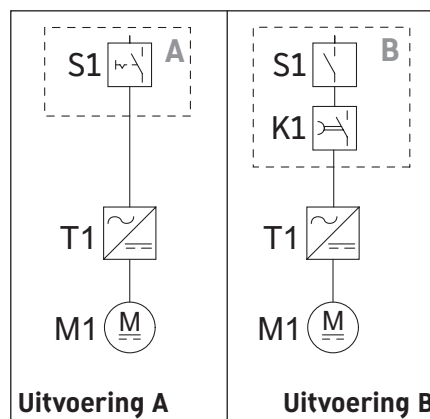 S1 A
T1
M1 M
Uitvoering A
S1 B
K1
T1
M1 M
Uitvoering B